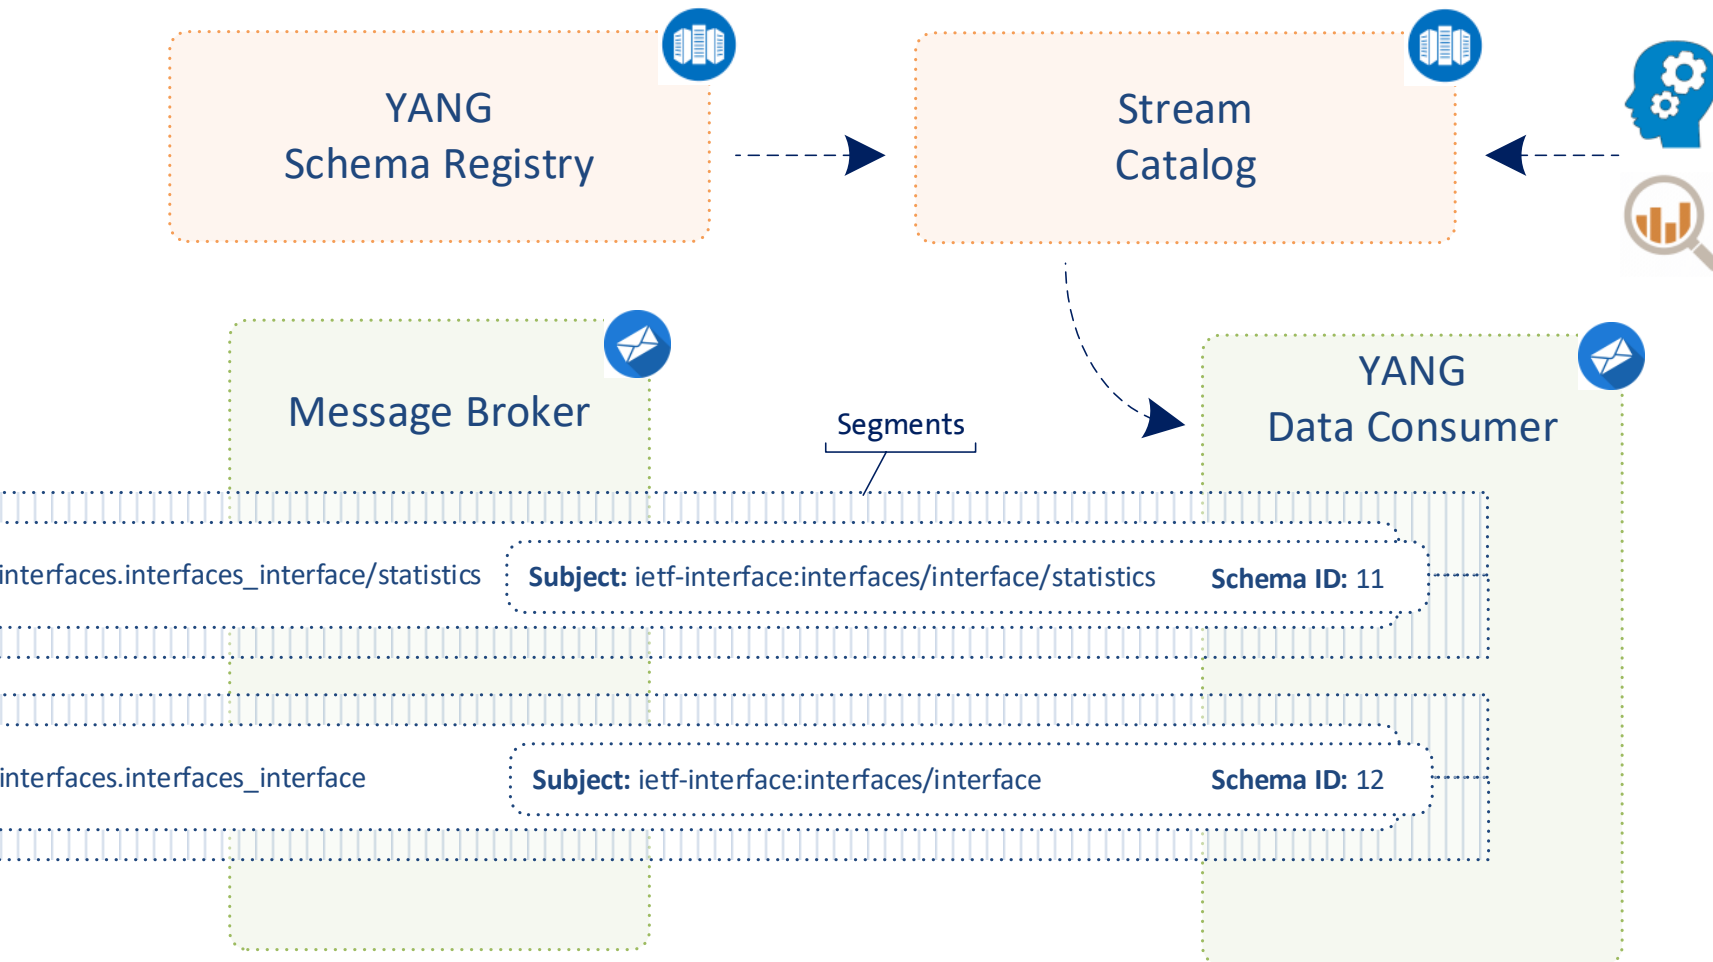 YANG
Schema Registry
Stream
Catalog
Message Broker
Segments
YANG
Data Consumer
interfaces.interfaces_interface/statistics
Subject: ietf-interface:interfaces/interface/statistics
Schema ID: 11
interfaces.interfaces_interface
Subject: ietf-interface:interfaces/interface
Schema ID: 12